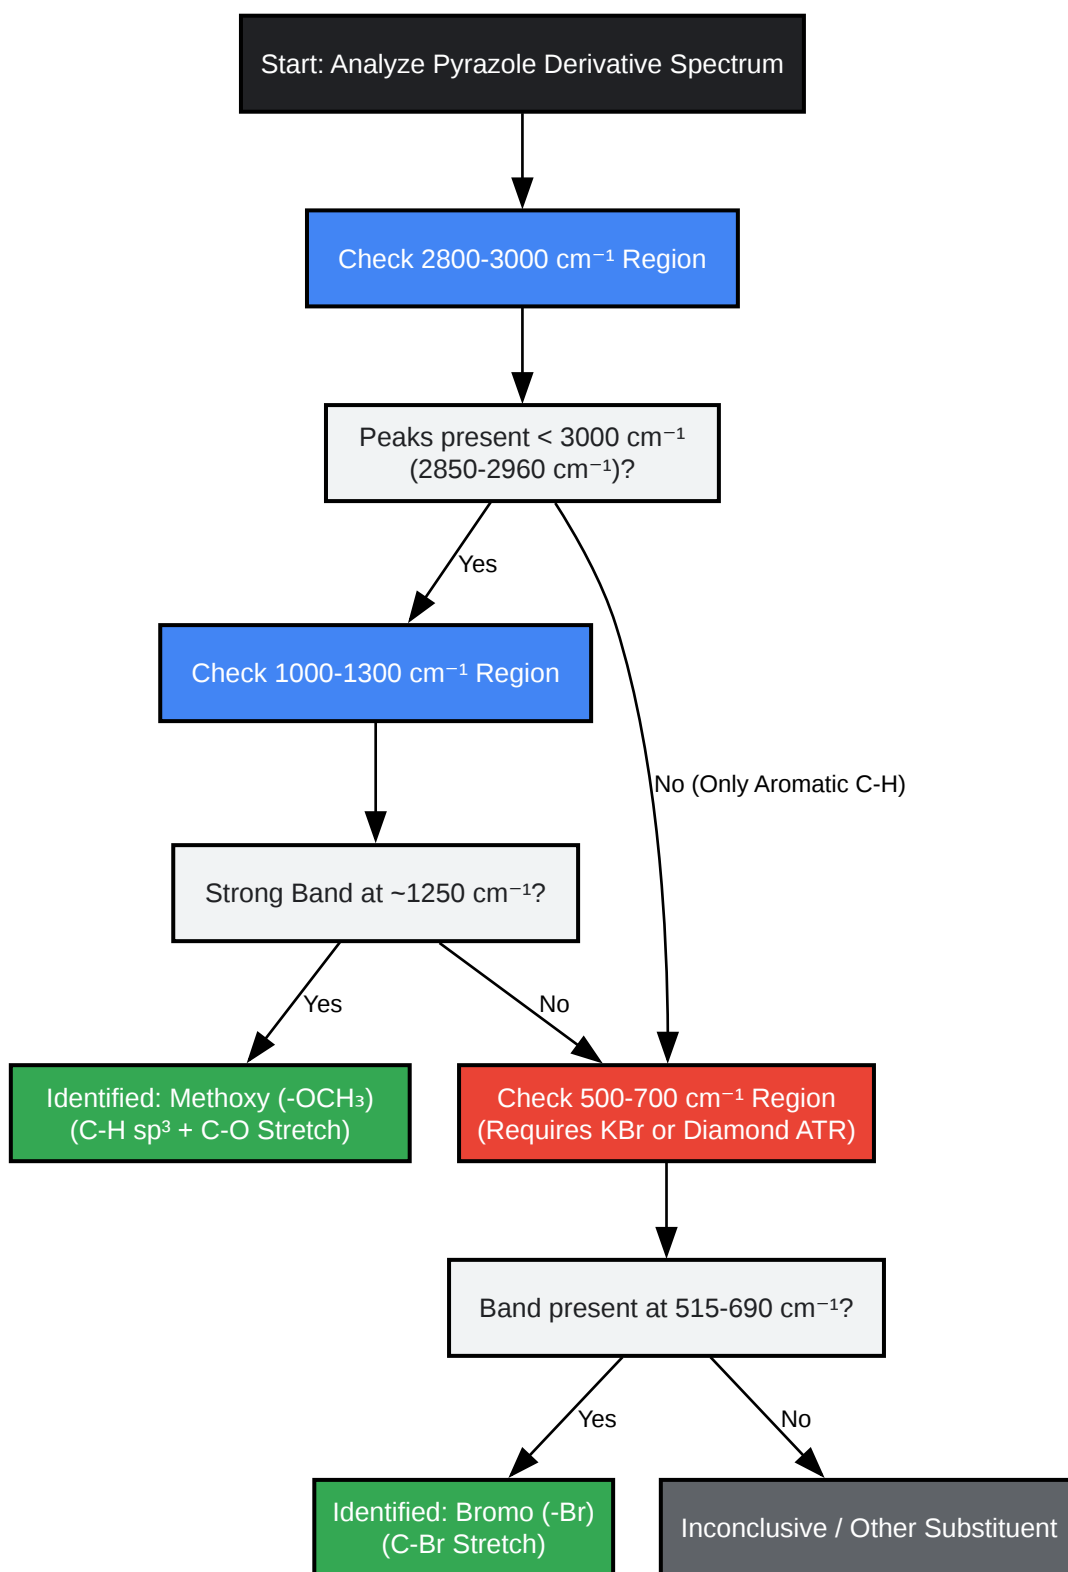 Start: Analyze Pyrazole Derivative Spectrum
Check 2800-3000 cm⁻¹ Region
Peaks present < 3000 cm⁻¹
(2850-2960 cm⁻¹)?
Yes
Check 1000-1300 cm⁻¹ Region
No (Only Aromatic C-H)
Strong Band at ~1250 cm⁻¹?
Yes
No
Identified: Methoxy (-OCH₃)
(C-H sp³ + C-O Stretch)
Check 500-700 cm⁻¹ Region
(Requires KBr or Diamond ATR)
Band present at 515-690 cm⁻¹?
Yes
No
Identified: Bromo (-Br)
(C-Br Stretch)
Inconclusive / Other Substituent